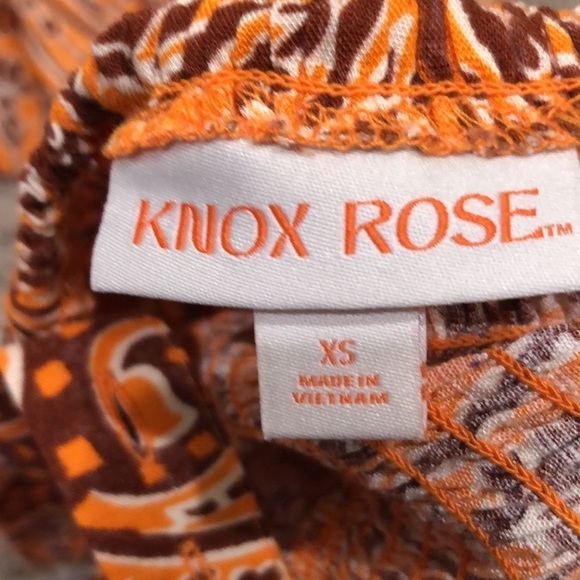 KNOX ROSE™
XS
MADE IN
VIETNAM